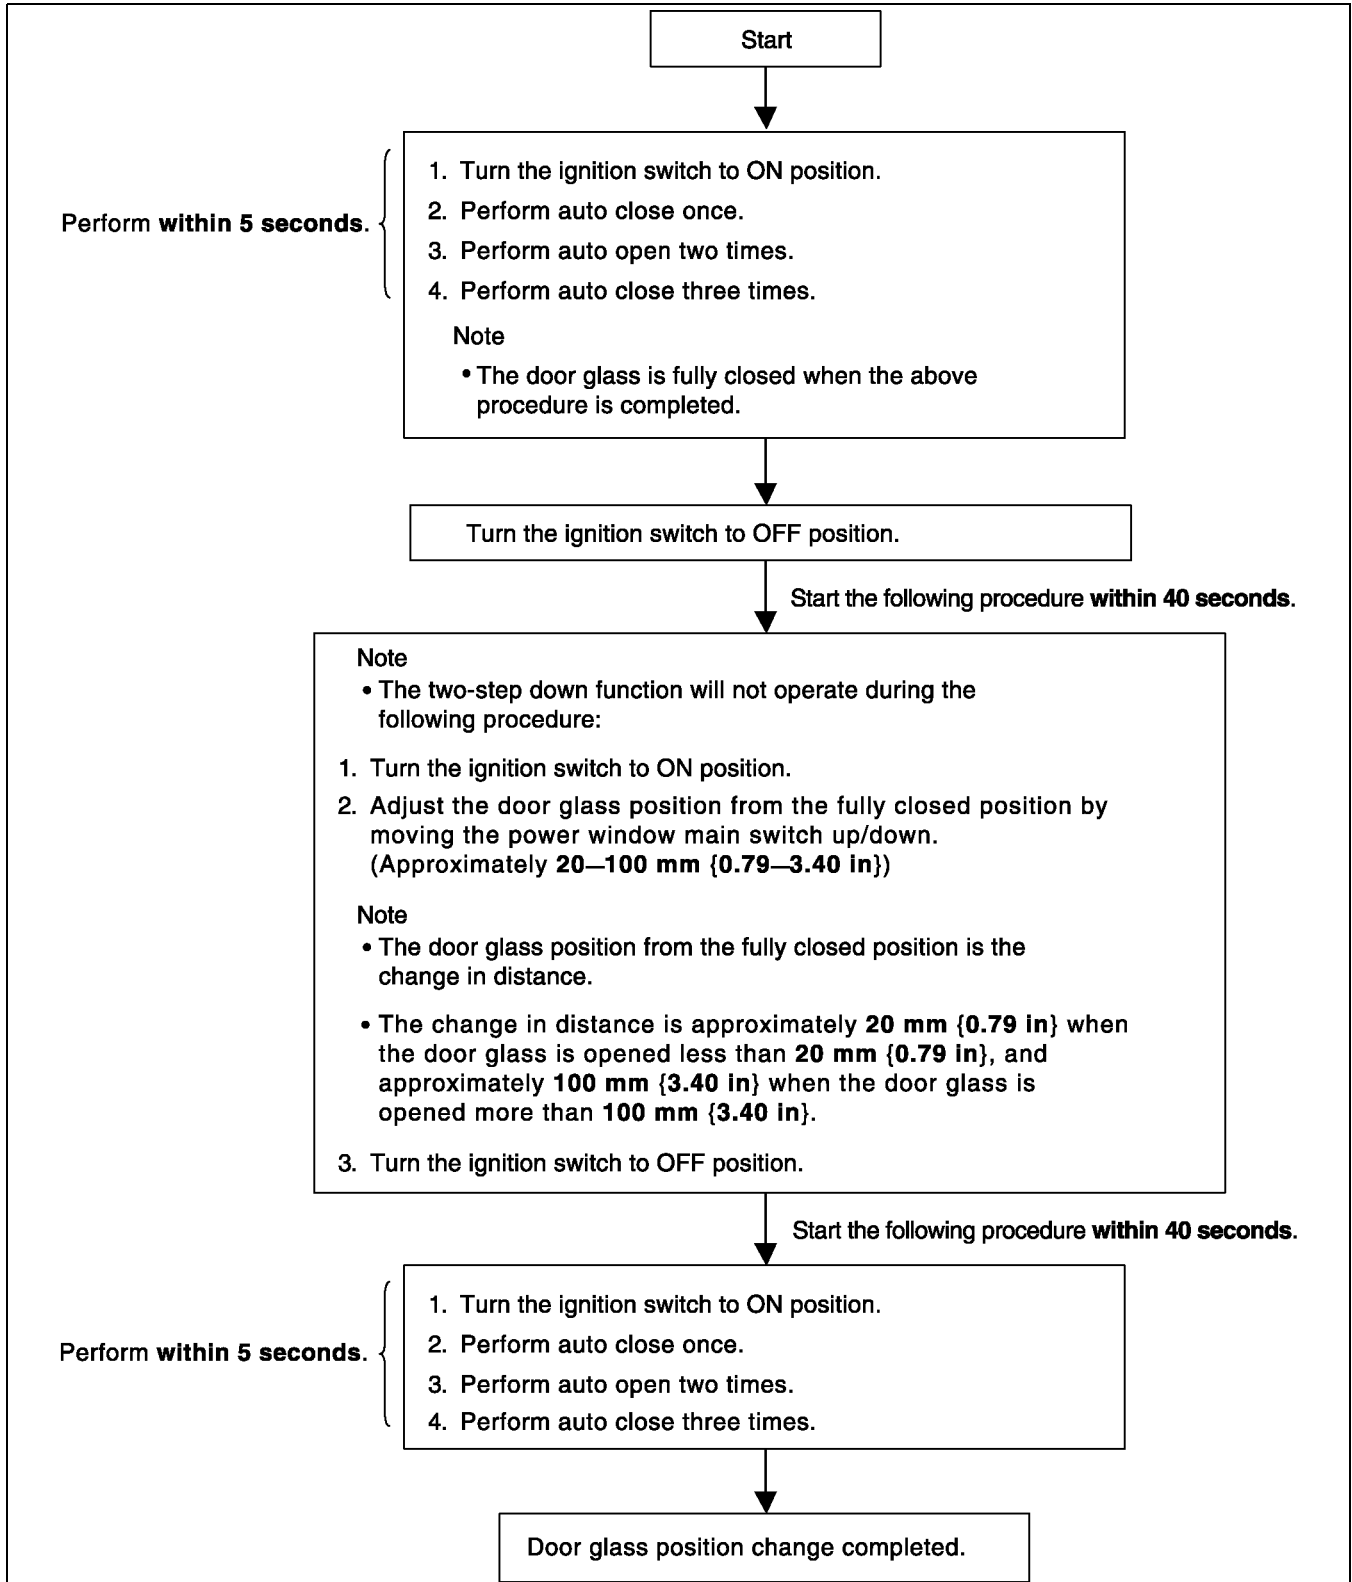 Start
Perform within 5 seconds.
1. Turn the ignition switch to ON position.
2. Perform auto close once.
3. Perform auto open two times.
4. Perform auto close three times.
Note
• The door glass is fully closed when the above
procedure is completed.
Turn the ignition switch to OFF position.
Start the following procedure within 40 seconds.
Note
• The two-step down function will not operate during the
following procedure:
1. Turn the ignition switch to ON position.
2. Adjust the door glass position from the fully closed position by
moving the power window main switch up/down.
(Approximately 20—100 mm {0.79—3.40 in})
Note
• The door glass position from the fully closed position is the
change in distance.
• The change in distance is approximately 20 mm {0.79 in} when
the door glass is opened less than 20 mm {0.79 in}, and
approximately 100 mm {3.40 in} when the door glass is
opened more than 100 mm {3.40 in}.
3. Turn the ignition switch to OFF position.
Start the following procedure within 40 seconds.
Perform within 5 seconds.
1. Turn the ignition switch to ON position.
2. Perform auto close once.
3. Perform auto open two times.
4. Perform auto close three times.
Door glass position change completed.